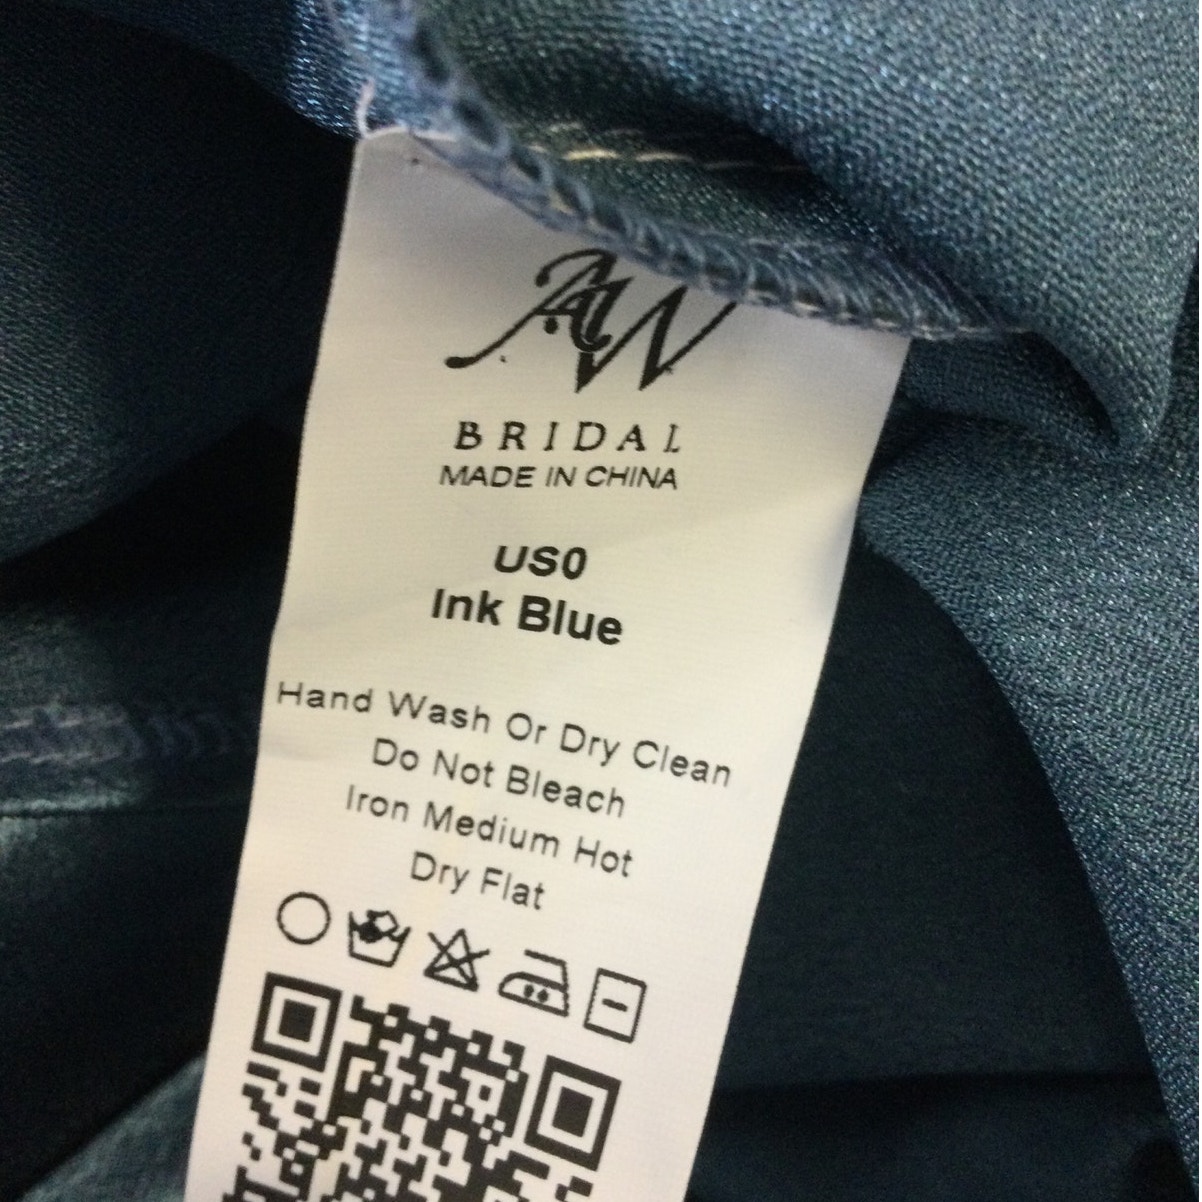 AW
BRIDAL
MADE IN CHINA
US0
Ink Blue
Hand Wash Or Dry Clean
Do Not Bleach
Iron Medium Hot
Dry Flat